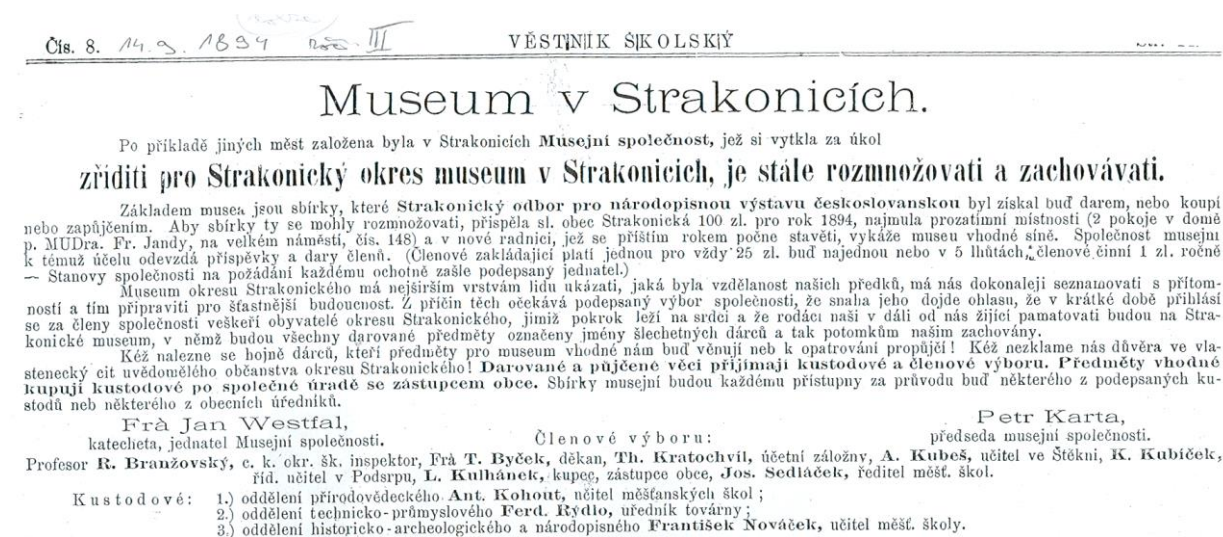 Čís. 8. 14. 9. 1894 roč. III VĚSTNIK ŠKOLSKÝ
Museum v Strakonicích.
Po příkladě jiných měst založena byla v Strakonicích Musejní společnost, jež si vytkla za úkol
zříditi pro Strakonický okres museum v Strakonicích, je stále rozmnožovati a zachovávati.
Základem musea jsou sbírky, které Strakonický odbor pro národopisnou výstavu českoslovanskou byl získal buď darem, nebo koupí
nebo zapůjčením. Aby sbírky ty se mohly rozmnožovati, přispěla sl. obec Strakonická 100 zl. pro rok 1894, najmula prozatímní místnosti (2 pokoje v domě
p. MUDra. Fr. Jandy, na velkém náměstí, čís. 148) a v nové radnici, jež se příštím rokem počne stavěti, vykáže museu vhodné síně. Společnost musejní
k témuž účelu odevzdá příspěvky a dary členů. (Členové zakládající platí jednou pro vždy 25 zl. buď najednou nebo v 5 lhůtách, členové činní 1 zl. ročně
— Stanovy společnosti na požádání každému ochotně zašle podepsaný jednatel.)
Museum okresu Strakonického má nejširším vrstvám lidu ukázati, jaká byla vzdělanost našich předků, má nás dokonaleji seznamovati s přítom-
ností a tím připraviti pro šťastnější budoucnost. Z příčin těch očekává podepsaný výbor společnosti, že snaha jeho dojde ohlasu, že v krátké době přihlásí
se za členy společnosti veškeří obyvatelé okresu Strakonického, jimiž pokrok leží na srdci a že rodáci naši v dáli od nás žijící pamatovati budou na Stra-
konické museum, v němž budou všechny darované předměty označeny jmény šlechetných dárců a tak potomkům našim zachovány.
Kéž nalezne se hojně dárců, kteří předměty pro museum vhodné nám buď věnují neb k opatrování propůjčí! Kéž nezklame nás důvěra ve vla-
stenecký cit uvědomělého občanstva okresu Strakonického! Darované a půjčené věci přijímají kustodové a členové výboru. Předměty vhodné
kupují kustodové po společné úradě se zástupcem obce. Sbírky musejní budou každému přístupny za průvodu buď některého z podepsaných ku-
stodů neb některého z obecních úředníků.
Frà Jan Westfal, Petr Karta,
katecheta, jednatel Musejní společnosti. Členové výboru: předseda musejní společnosti.
Profesor R. Branžovský, c. k. okr. šk. inspektor, Frà T. Byček, děkan, Th. Kratochvíl, účetní záložny, A. Kubeš, učitel ve Štěkni, K. Kubíček,
říd. učitel v Podsrpu, L. Kulhánek, kupec, zástupce obce, Jos. Sedláček, ředitel měšť. škol.
Kustodové: 1.) oddělení přírodovědeckého Ant. Kohout, učitel měšťanských škol;
2.) oddělení technicko-průmyslového Ferd. Rýdlo, uředník továrny;
3.) oddělení historicko-archeologického a národopisného František Nováček, učitel měšť. školy.